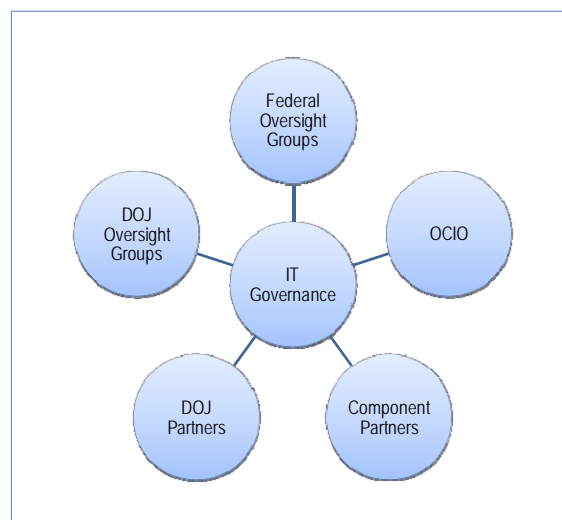 Federal
Oversight
Groups
DOJ
Oversight
Groups
OCIO
IT
Governance
DOJ
Partners
Component
Partners